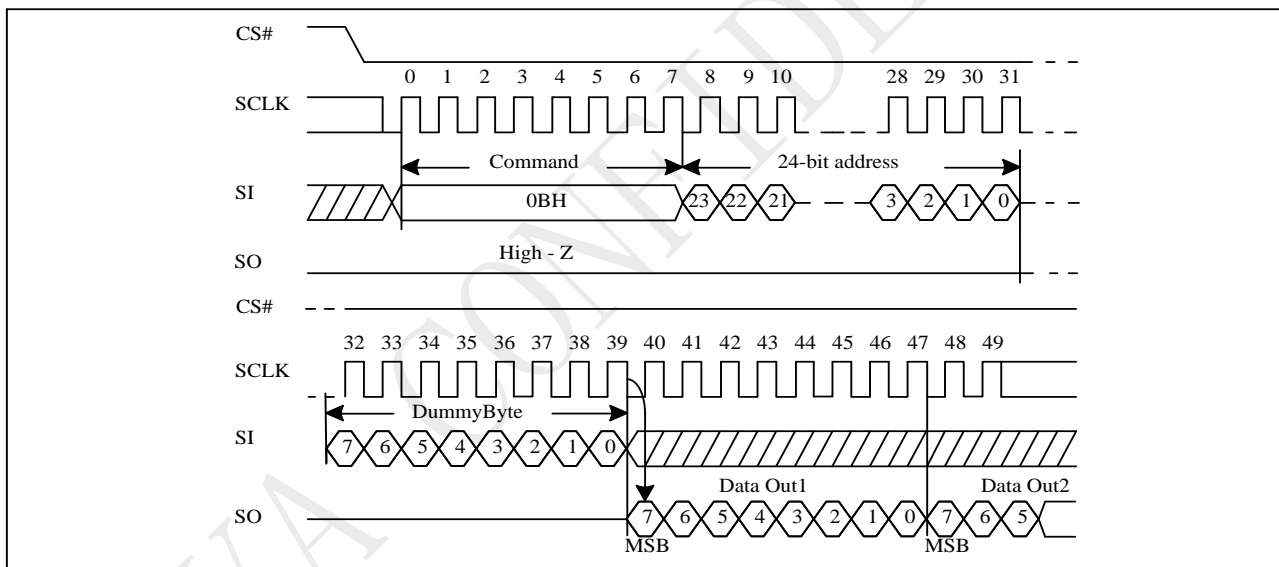 CS#
0 1 2 3 4 5 6 7 8 9 10 28 29 30 31
SCLK
Command 24-bit address
SI 0BH 23 22 21 3 2 1 0
High - Z
SO
CS#
32 33 34 35 36 37 38 39 40 41 42 43 44 45 46 47 48 49
SCLK
DummyByte
SI 7 6 5 4 3 2 1 0
Data Out1 Data Out2
SO 7 6 5 4 3 2 1 0 7 6 5
MSB MSB